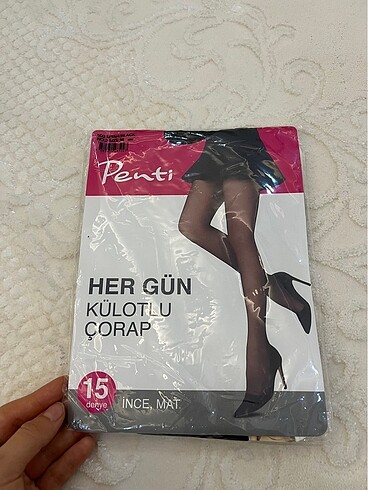 Penti
HER GÜN
KÜLOTLU
ÇORAP
15
denye
İNCE, MAT